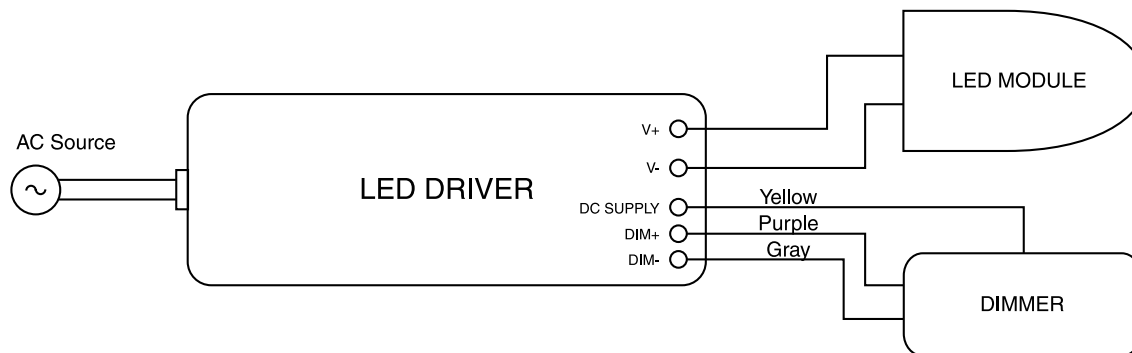 AC Source
LED DRIVER
V+
V-
DC SUPPLY
DIM+
DIM-
Yellow
Purple
Gray
LED MODULE
DIMMER